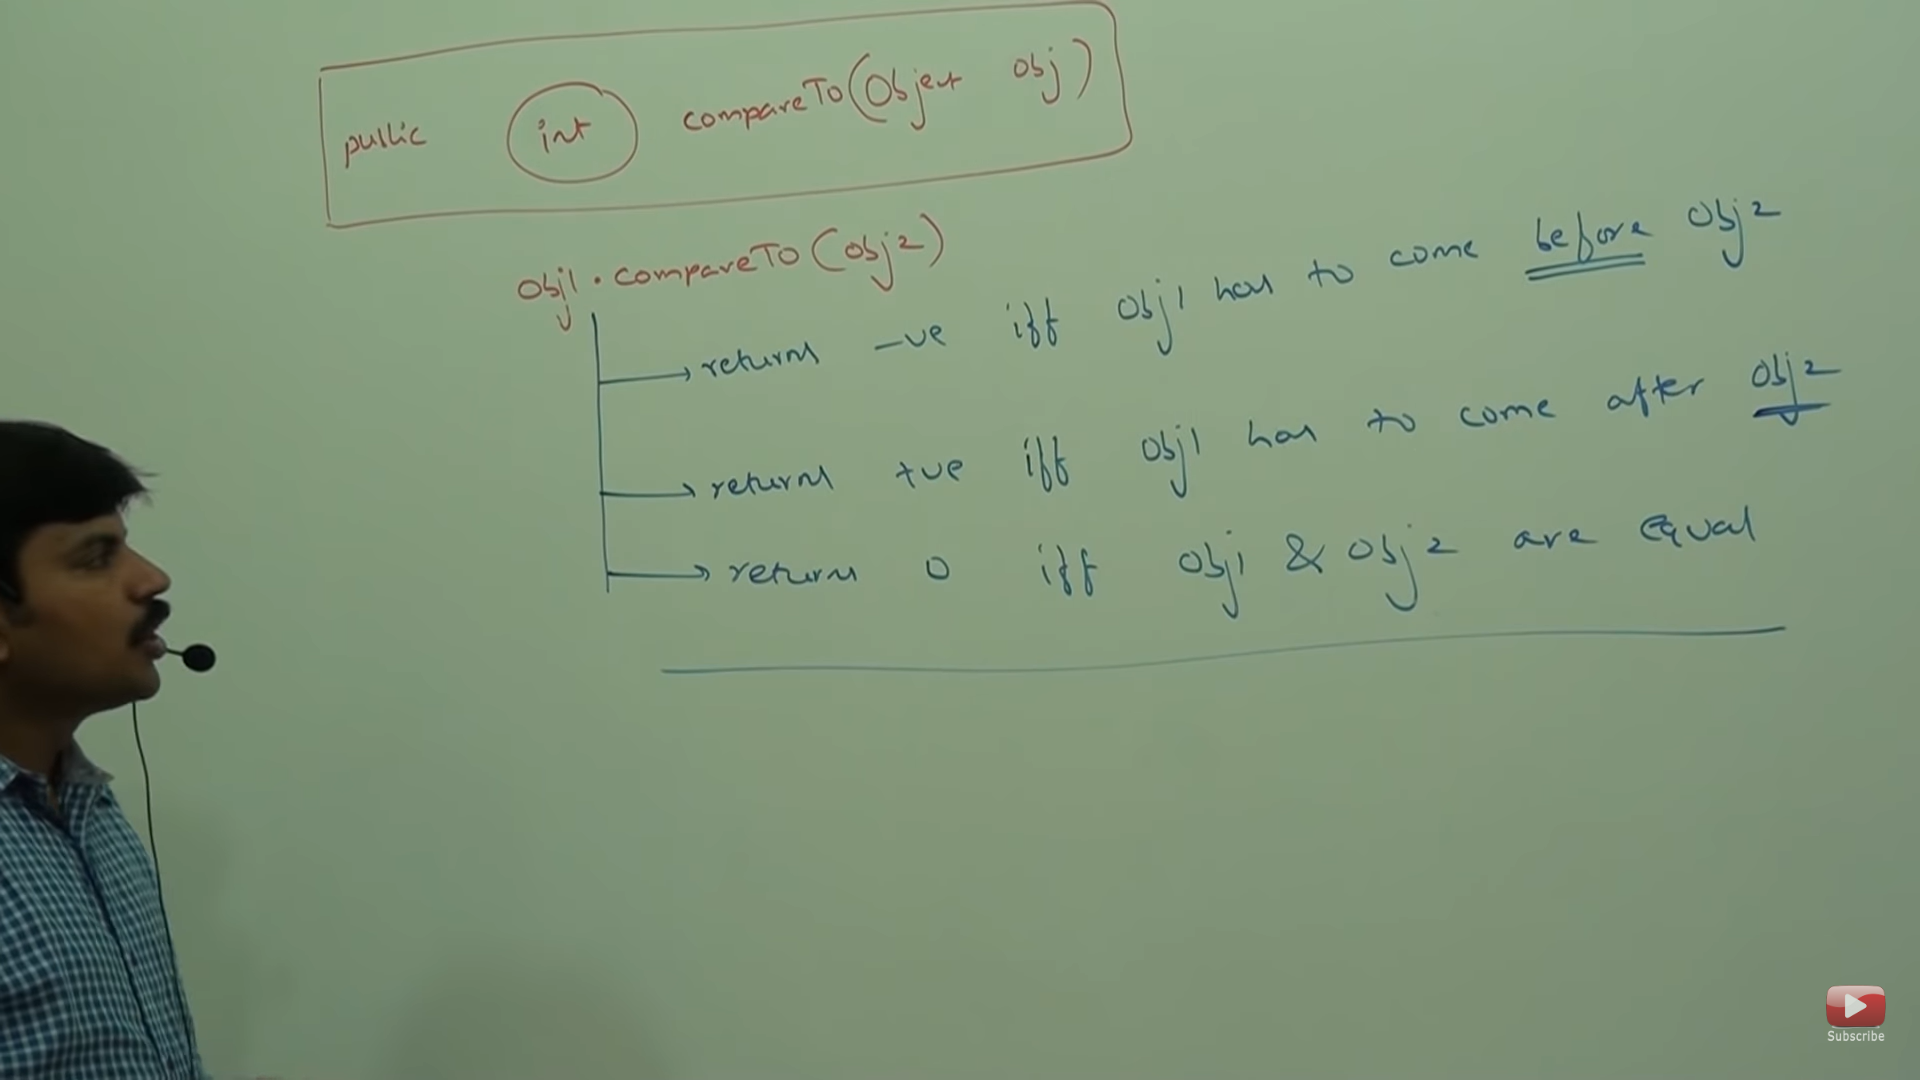 public int compareTo(Object obj)
obj1.compareTo(obj2)
returns -ve iff obj1 has to come before obj2
returns +ve iff obj1 has to come after obj2
returns 0 iff obj1 & obj2 are equal
Subscribe